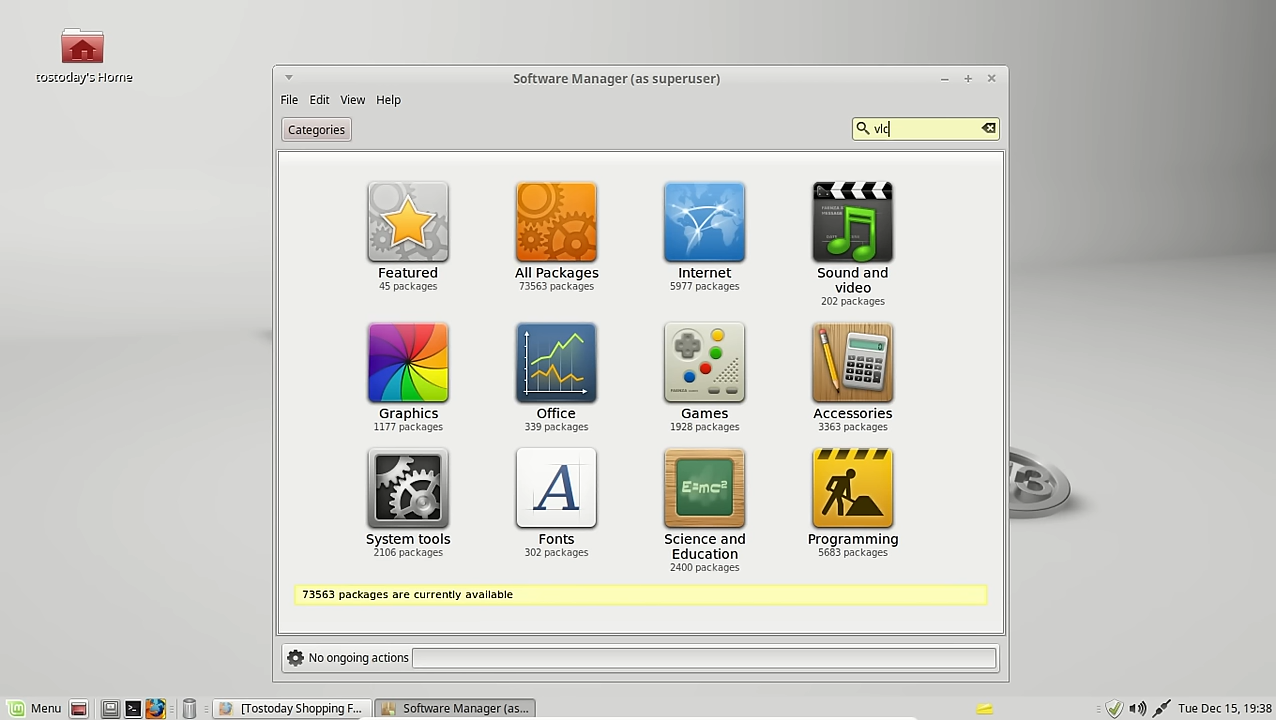 tostoday's Home
Software Manager (as superuser)
File Edit View Help
Categories
vlc
Featured
45 packages
All Packages
73563 packages
Internet
5977 packages
Sound and
video
202 packages
Graphics
1177 packages
Office
339 packages
Games
1928 packages
Accessories
3363 packages
System tools
2106 packages
Fonts
302 packages
E=mc²
Science and
Education
2400 packages
Programming
5683 packages
73563 packages are currently available
No ongoing actions
13
Menu
[Tostoday Shopping F...
Software Manager (as...
Tue Dec 15, 19:38